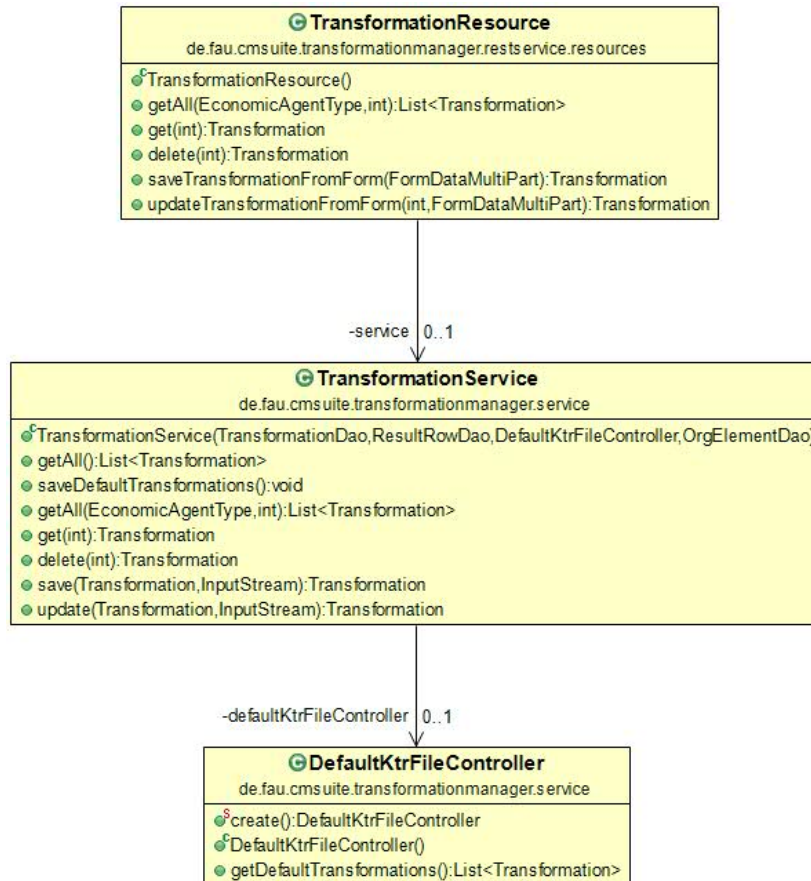 TransformationResource
de.fau.cmsuite.transformationmanager.restservice.resources
TransformationResource()
getAll(EconomicAgentType,int):List<Transformation>
get(int):Transformation
delete(int):Transformation
saveTransformationFromForm(FormDataMultiPart):Transformation
updateTransformationFromForm(int,FormDataMultiPart):Transformation
-service 0..1
TransformationService
de.fau.cmsuite.transformationmanager.service
TransformationService(TransformationDao,ResultRowDao,DefaultKtrFileController,OrgElementDao)
getAll():List<Transformation>
saveDefaultTransformations():void
getAll(EconomicAgentType,int):List<Transformation>
get(int):Transformation
delete(int):Transformation
save(Transformation,InputStream):Transformation
update(Transformation,InputStream):Transformation
-defaultKtrFileController 0..1
DefaultKtrFileController
de.fau.cmsuite.transformationmanager.service
create():DefaultKtrFileController
DefaultKtrFileController()
getDefaultTransformations():List<Transformation>